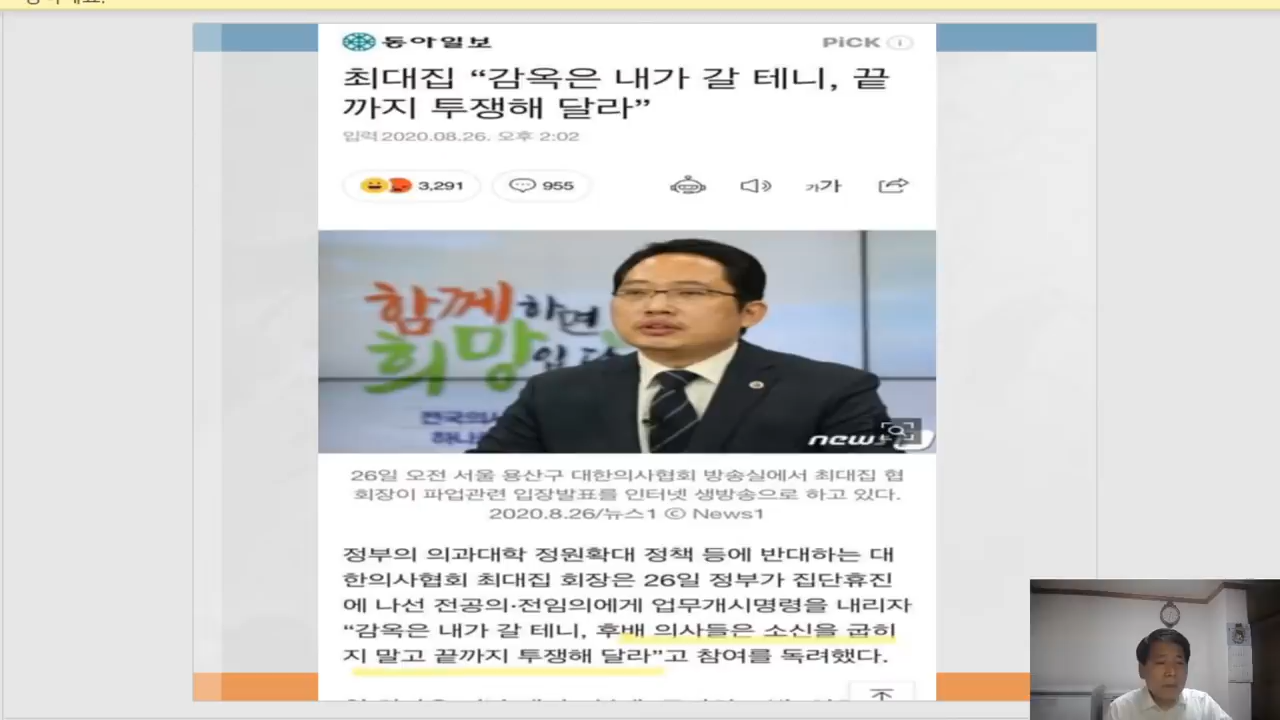 동아일보
PiCK
최대집 “감옥은 내가 갈 테니, 끝
까지 투쟁해 달라”
입력 2020.08.26. 오후 2:02
3,291
955
가가
함께하면
희망입니다
전국의사
하나
news
26일 오전 서울 용산구 대한의사협회 방송실에서 최대집 협
회장이 파업관련 입장발표를 인터넷 생방송으로 하고 있다.
2020.8.26/뉴스1 ⓒ News1
정부의 의과대학 정원확대 정책 등에 반대하는 대
한의사협회 최대집 회장은 26일 정부가 집단휴진
에 나선 전공의·전임의에게 업무개시명령을 내리자
“감옥은 내가 갈 테니, 후배 의사들은 소신을 굽히
지 말고 끝까지 투쟁해 달라”고 참여를 독려했다.